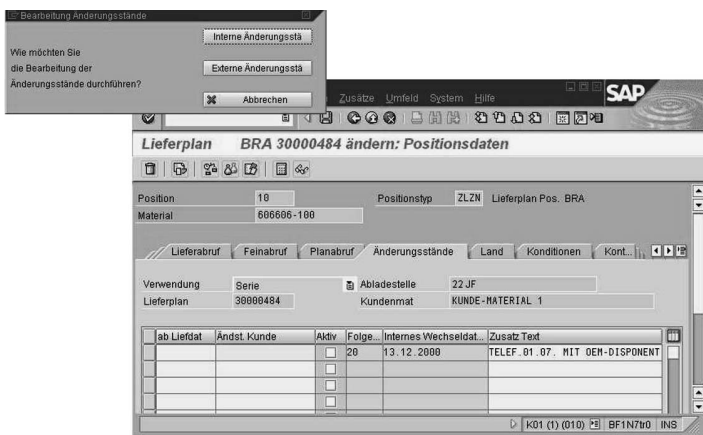 Bearbeitung Änderungsstände
Wie möchten Sie
die Bearbeitung der
Änderungsstände durchführen?
Interne Änderungsstä
Externe Änderungsstä
Abbrechen
Zusätze Umfeld System Hilfe
SAP
Lieferplan BRA 30000484 ändern: Positionsdaten
Position 10 Positionstyp ZLZN Lieferplan Pos. BRA
Material 606606-100
Lieferabruf Feinabruf Planabruf Änderungsstände Land Konditionen Kont...
Verwendung Serie Abladestelle 22JF
Lieferplan 30000484 Kundenmat KUNDE-MATERIAL 1
ab Liefdat Ändst. Kunde Aktiv Folge... Internes Wechseldat... Zusatz Text
20 13.12.2000 TELEF.01.07. MIT OEM-DISPONENT
K01 (1) (010) BF1N7tr0 INS